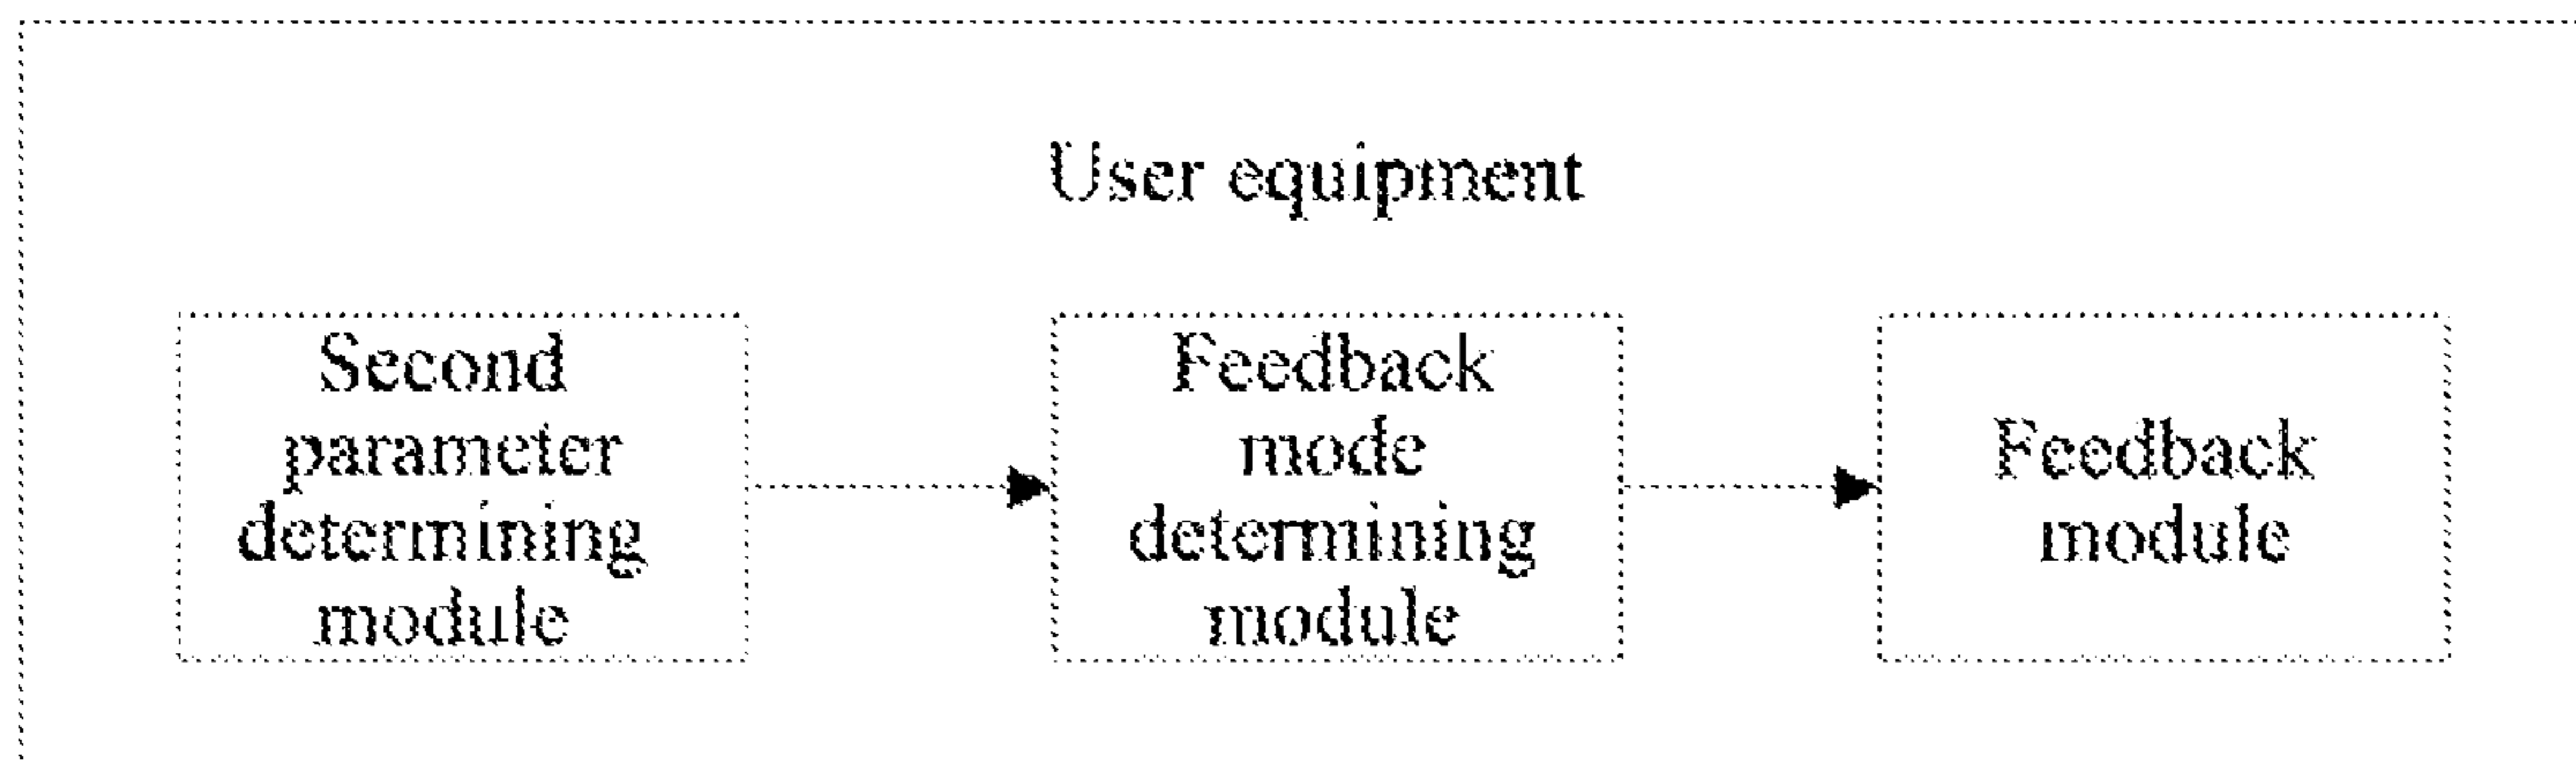 User equipment
Second
parameter
determining
module
Feedback
mode
determining
module
Feedback
module